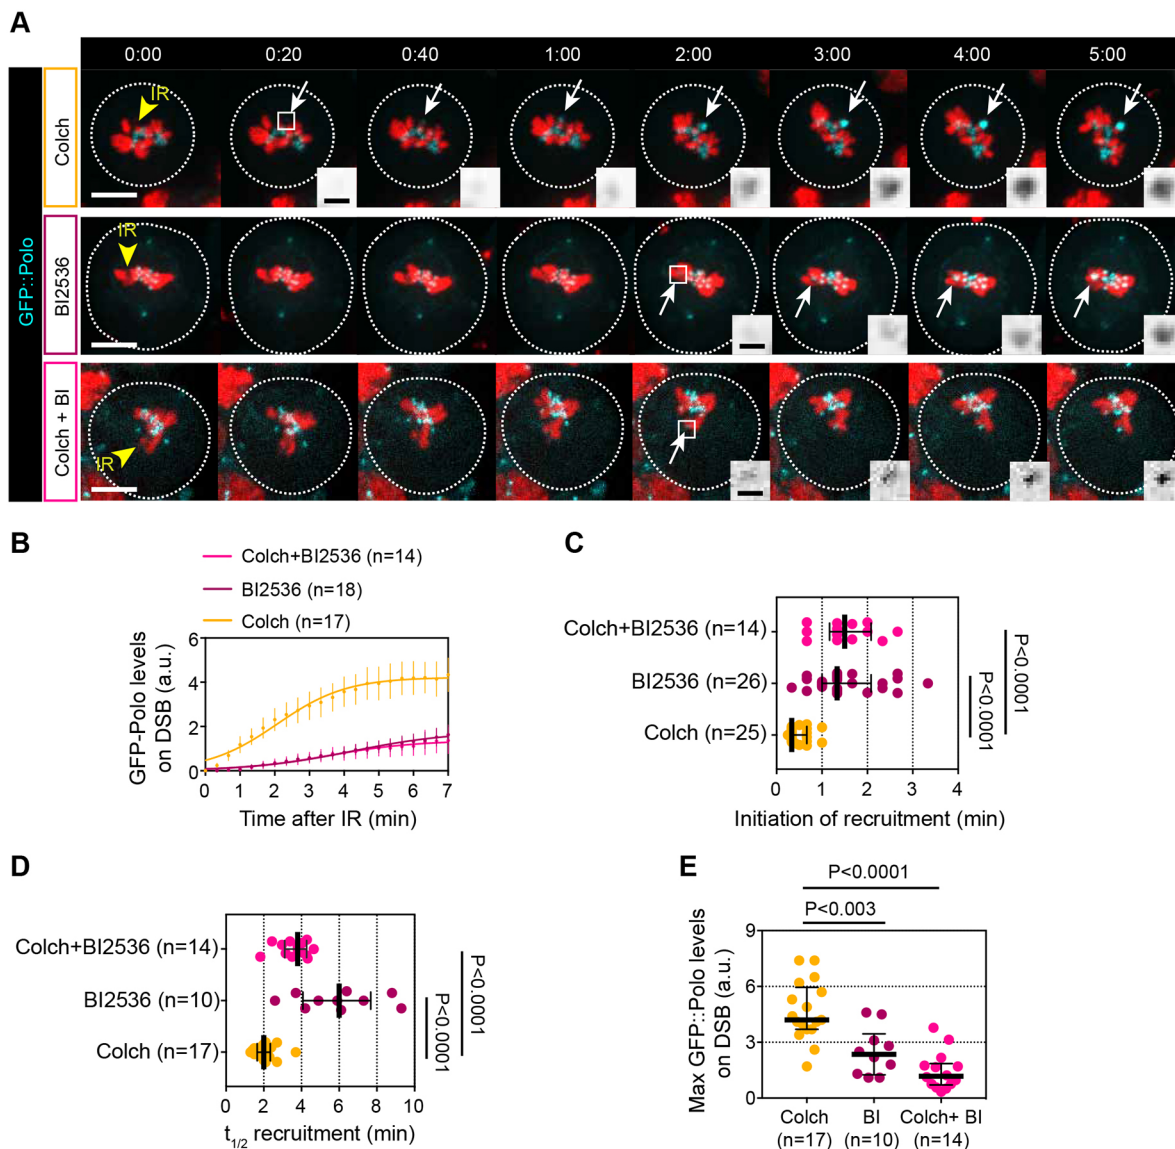 A
0:00 0:20 0:40 1:00 2:00 3:00 4:00 5:00
GFP::Polo
Colch
IR
BI2536
IR
Colch + BI
IR
B
Colch+BI2536 (n=14)
BI2536 (n=18)
Colch (n=17)
GFP-Polo levels
on DSB (a.u.)
6
4
2
0
0 1 2 3 4 5 6 7
Time after IR (min)
C
Colch+BI2536 (n=14)
BI2536 (n=26)
Colch (n=25)
P<0.0001
P<0.0001
0 1 2 3 4
Initiation of recruitment (min)
D
Colch+BI2536 (n=14)
BI2536 (n=10)
Colch (n=17)
P<0.0001
P<0.0001
0 2 4 6 8 10
t1/2 recruitment (min)
E
P<0.0001
P<0.003
Max GFP::Polo levels
on DSB (a.u.)
9
6
3
0
Colch BI Colch+ BI
(n=17) (n=10) (n=14)